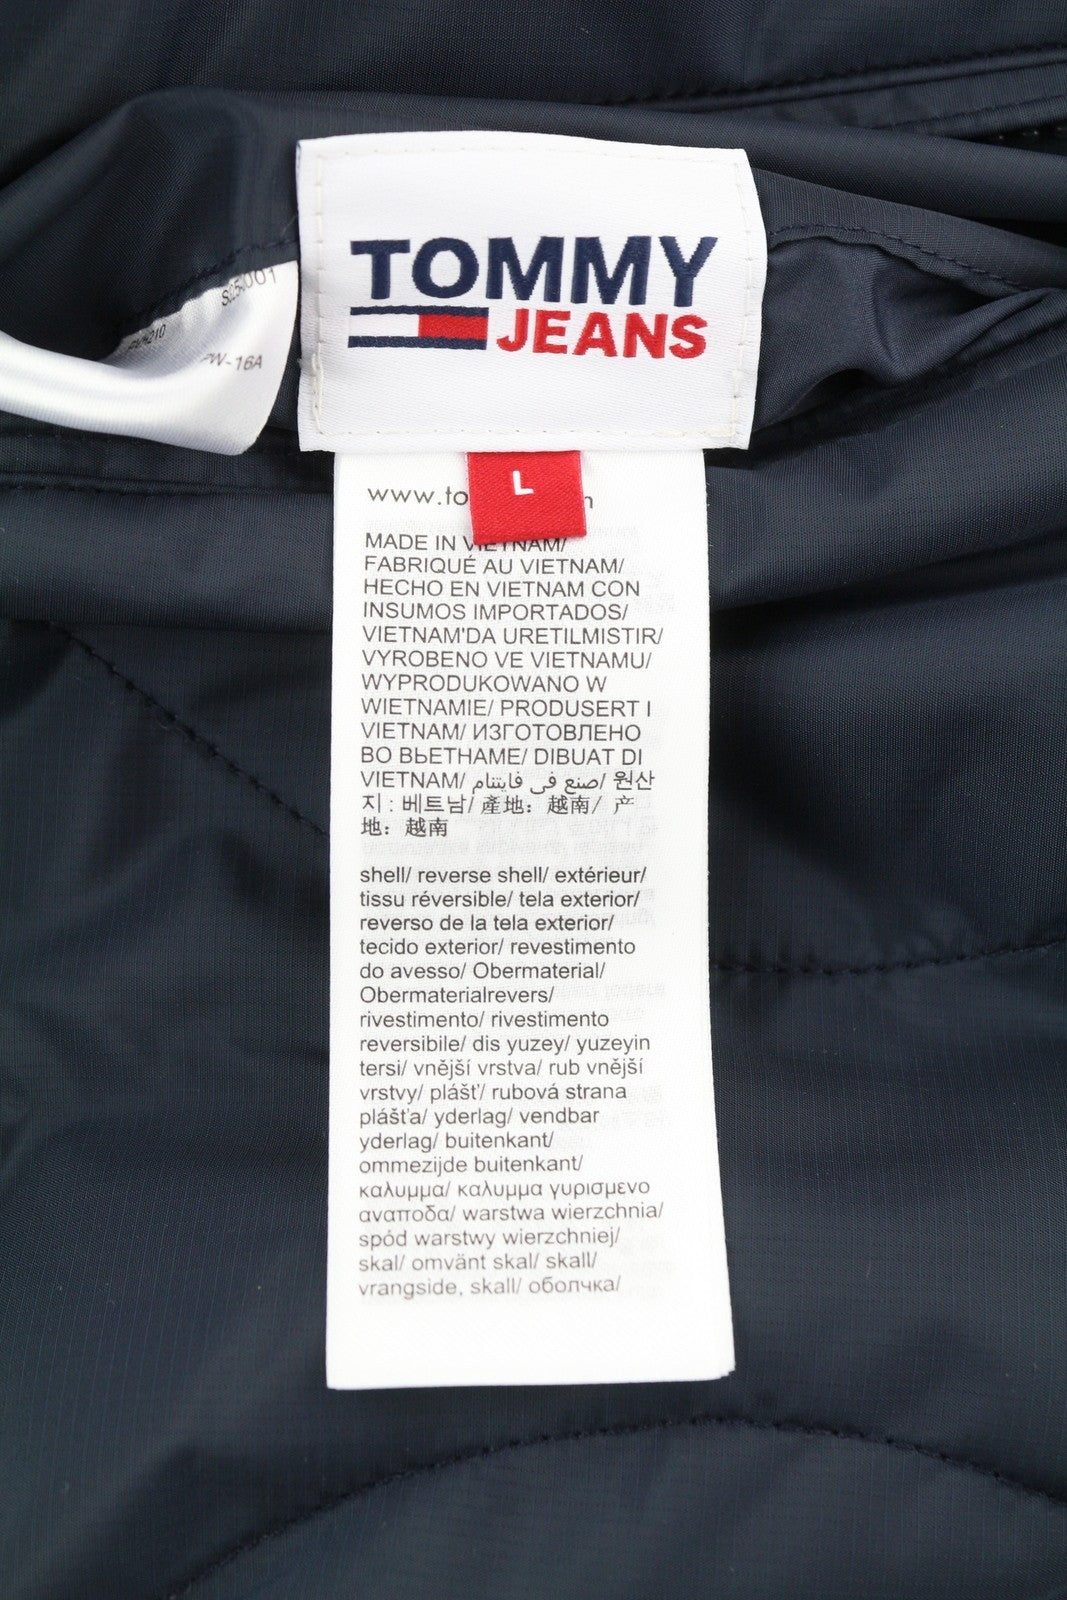 TOMMY
JEANS
L
PW-16A
www.to
MADE IN VIETNAM/
FABRIQUÉ AU VIETNAM/
HECHO EN VIETNAM CON
INSUMOS IMPORTADOS/
VIETNAM'DA URETILMISTIR/
VYROBENO VE VIETNAMU/
WYPRODUKOWANO W
WIETNAMIE/ PRODUSERT I
VIETNAM/ ИЗГОТОВЛЕНО
ВО ВЬЕТНАМЕ/ DIBUAT DI
VIETNAM/ صنع في فايتنام/ 원산
지 : 베트남/ 產地：越南/ 产
地：越南
shell/ reverse shell/ extérieur/
tissu réversible/ tela exterior/
reverso de la tela exterior/
tecido exterior/ revestimento
do avesso/ Obermaterial/
Obermaterialrevers/
rivestimento/ rivestimento
reversibile/ dis yuzey/ yuzeyin
tersi/ vnější vrstva/ rub vnější
vrstvy/ plášť/ rubová strana
plášťa/ yderlag/ vendbar
yderlag/ buitenkant/
ommezijde buitenkant/
καλυμμα/ καλυμμα γυρισμενο
αναποδα/ warstwa wierzchnia/
spód warstwy wierzchniej/
skal/ omvänt skal/ skall/
vrangside, skall/ оболчка/